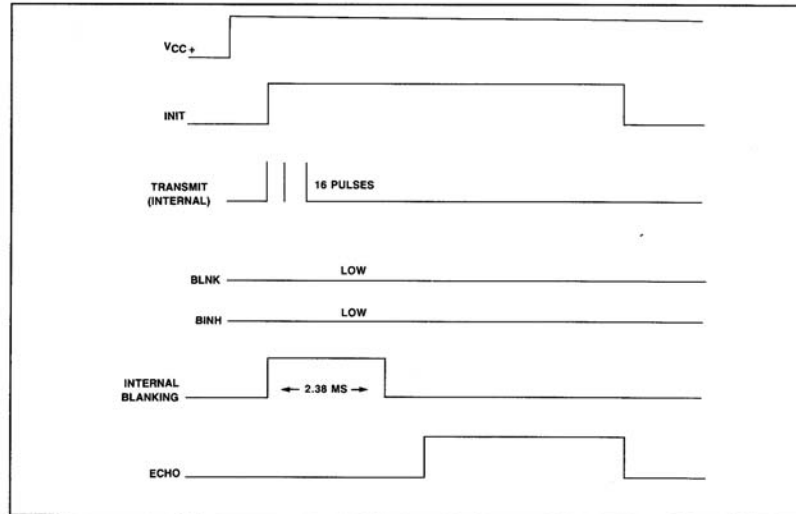 VCC+
INIT
TRANSMIT
(INTERNAL)
16 PULSES
BLNK
LOW
BINH
LOW
INTERNAL
BLANKING
2.38 MS
ECHO